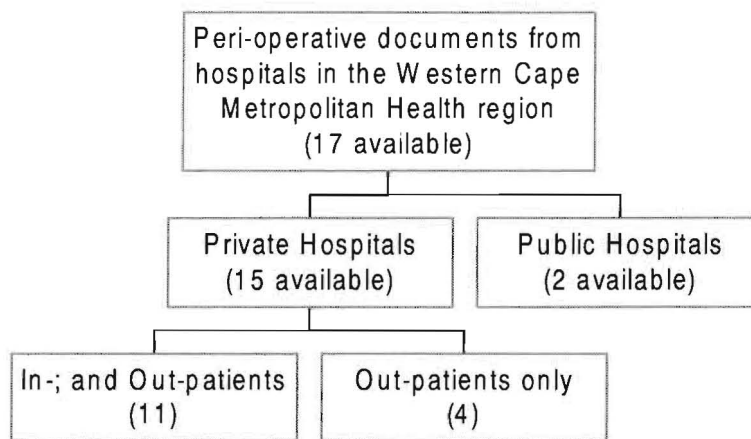 Peri-operative documents from
hospitals in the Western Cape
Metropolitan Health region
(17 available)
Private Hospitals
(15 available)
Public Hospitals
(2 available)
In-; and Out-patients
(11)
Out-patients only
(4)